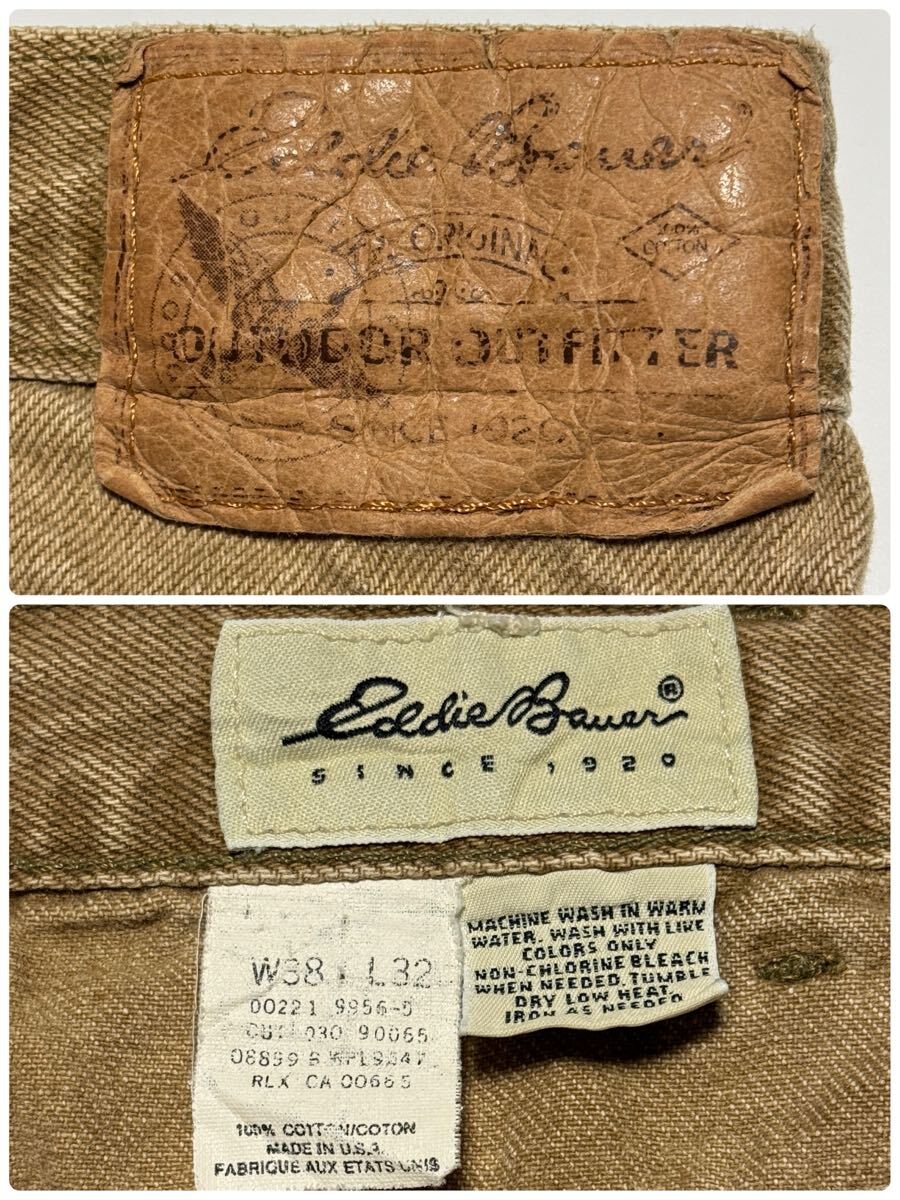 Eddie Bauer®
ORIGINAL
100%
COTTON
OUTDOOR OUTFITTER
SINCE 1920
Eddie Bauer®
SINCE 1920
W38 L32
00221 9956-5
CUT 030 90065
08899
RLX CA 00665
100% COTTON/COTON
MADE IN U.S.A.
FABRIQUE AUX ETATS UNIS
MACHINE WASH IN WARM
WATER. WASH WITH LIKE
COLORS ONLY
NON-CHLORINE BLEACH
WHEN NEEDED. TUMBLE
DRY LOW HEAT.
IRON AS NEEDED